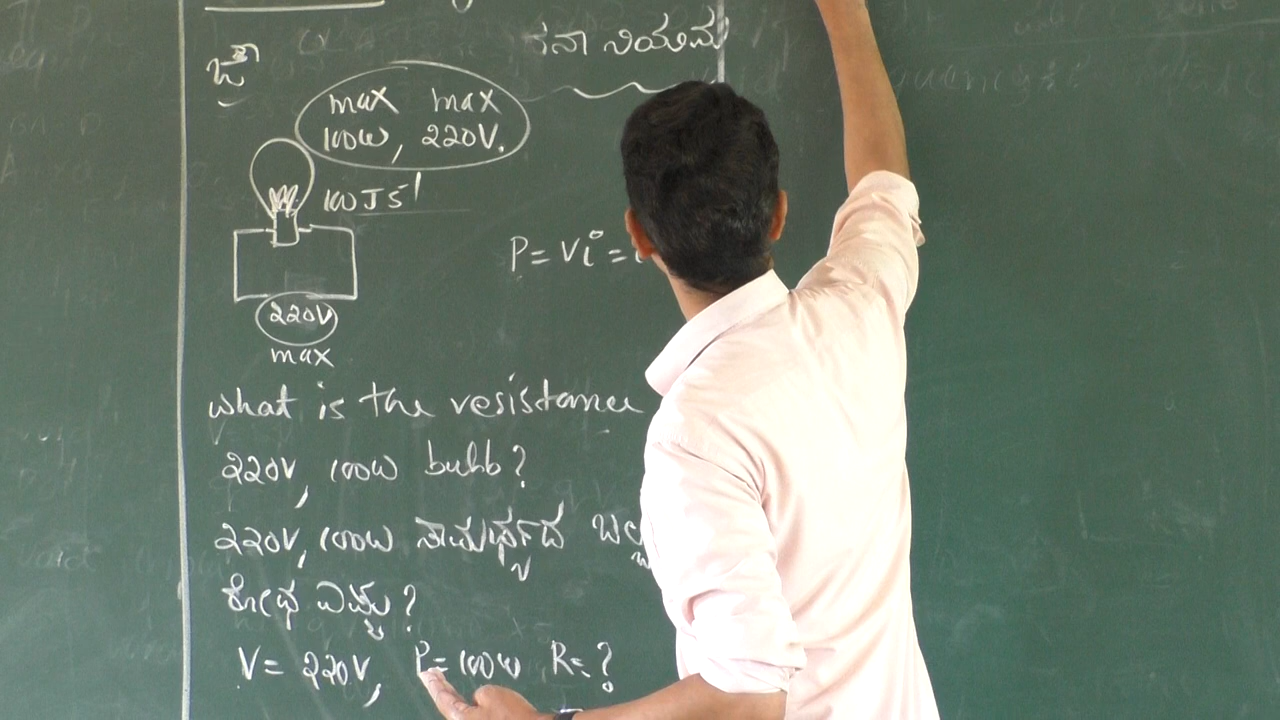 ನಿಯಮ
max max
100W, 220V.
100 J s⁻¹
P = Vi =
220V
max
what is the resistance
220V, 100W bulb?
220V, 100W ಸಾಮರ್ಥ್ಯದ
ರೋಧ ಎಷ್ಟು?
V = 220V, P = 100W R = ?